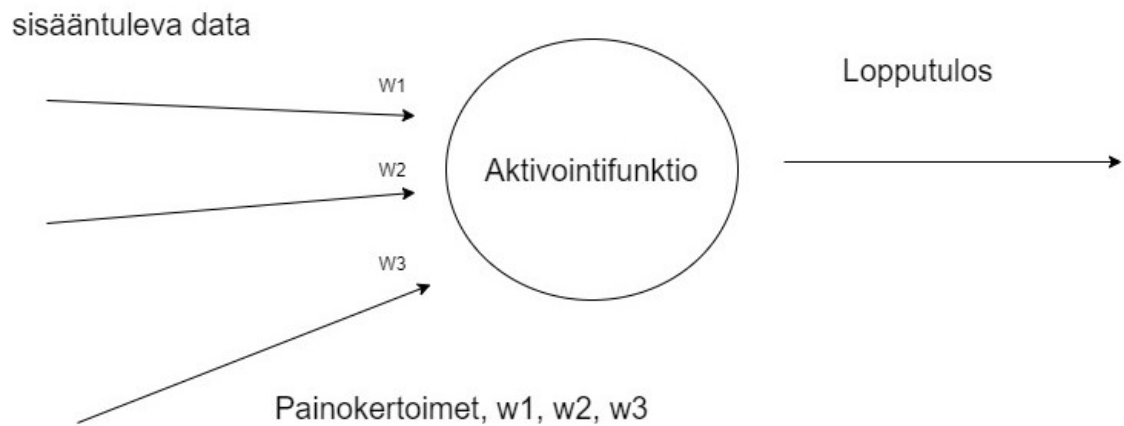 sisääntuleva data
Lopputulos
W1
W2
Aktivointifunktio
W3
Painokertoimet, w1, w2, w3